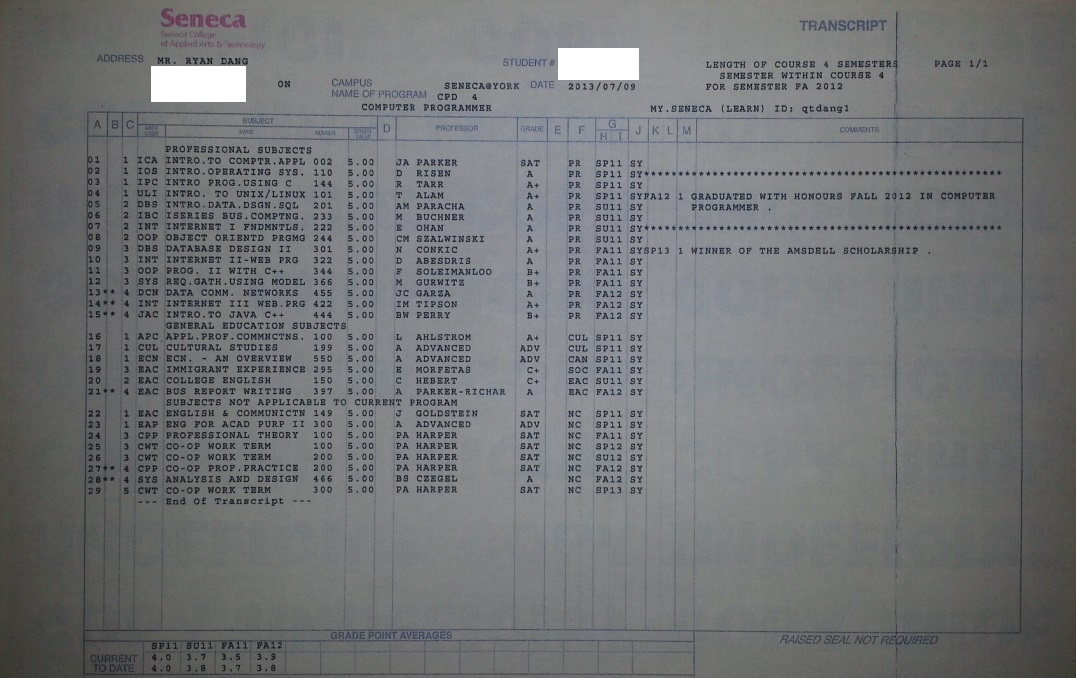 Seneca
Seneca College
of Applied Arts & Technology
TRANSCRIPT
ADDRESS MR. RYAN DANG STUDENT # LENGTH OF COURSE 4 SEMESTERS PAGE 1/1
SEMESTER WITHIN COURSE 4
ON CAMPUS SENECA@YORK DATE 2013/07/09 FOR SEMESTER FA 2012
NAME OF PROGRAM CPD 4
COMPUTER PROGRAMMER MY.SENECA (LEARN) ID: qtdang1
A B C SUBJECT D PROFESSOR GRADE E F G J K L M COMMENTS
NAME NUMBER H I
PROFESSIONAL SUBJECTS
01 1 ICA INTRO.TO COMPTR.APPL 002 5.00 JA PARKER SAT PR SP11 SY
02 1 IOS INTRO.OPERATING SYS. 110 5.00 D RISEN A PR SP11 SY***************************************************
03 1 IPC INTRO PROG.USING C 144 5.00 R TARR A+ PR SP11 SY
04 1 ULI INTRO. TO UNIX/LINUX 101 5.00 T ALAM A+ PR SP11 SYFA12 1 GRADUATED WITH HONOURS FALL 2012 IN COMPUTER
05 2 DBS INTRO.DATA.DSGN.SQL 201 5.00 AM PARACHA A PR SU11 SY PROGRAMMER .
06 2 IBC ISERIES BUS.COMPTNG. 233 5.00 M BUCHNER A PR SU11 SY
07 2 INT INTERNET I FNDMNTLS. 222 5.00 E OHAN A PR SU11 SY***************************************************
08 2 OOP OBJECT ORIENTD PRGMG 244 5.00 CM SZALWINSKI A PR SU11 SY
09 3 DBS DATABASE DESIGN II 301 5.00 N CONKIC A+ PR FA11 SYSP13 1 WINNER OF THE AMSDELL SCHOLARSHIP .
10 3 INT INTERNET II-WEB PRG 322 5.00 D ABESDRIS A PR FA11 SY
11 3 OOP PROG. II WITH C++ 344 5.00 F SOLEIMANLOO B+ PR FA11 SY
12 3 SYS REQ.GATH.USING MODEL 366 5.00 M GURWITZ B+ PR FA11 SY
13** 4 DCN DATA COMM. NETWORKS 455 5.00 JC GARZA A PR FA12 SY
14** 4 INT INTERNET III WEB.PRG 422 5.00 IM TIPSON A+ PR FA12 SY
15** 4 JAC INTRO.TO JAVA C++ 444 5.00 BW PERRY B+ PR FA12 SY
GENERAL EDUCATION SUBJECTS
16 1 APC APPL.PROF.COMMNCTNS. 100 5.00 L AHLSTROM A+ CUL SP11 SY
17 1 CUL CULTURAL STUDIES 199 5.00 A ADVANCED ADV CUL SP11 SY
18 1 ECN ECN. - AN OVERVIEW 550 5.00 A ADVANCED ADV CAN SP11 SY
19 3 EAC IMMIGRANT EXPERIENCE 295 5.00 E MORFETAS C+ SOC FA11 SY
20 2 EAC COLLEGE ENGLISH 150 5.00 C HEBERT C+ EAC SU11 SY
21** 4 EAC BUS REPORT WRITING 397 5.00 A PARKER-RICHAR A EAC FA12 SY
SUBJECTS NOT APPLICABLE TO CURRENT PROGRAM
22 1 EAC ENGLISH & COMMUNICTN 149 5.00 J GOLDSTEIN SAT NC SP11 SY
23 1 EAP ENG FOR ACAD PURP II 300 5.00 A ADVANCED ADV NC SP11 SY
24 3 CPP PROFESSIONAL THEORY 100 5.00 PA HARPER SAT NC FA11 SY
25 3 CWT CO-OP WORK TERM 100 5.00 PA HARPER SAT NC SP12 SY
26 3 CWT CO-OP WORK TERM 200 5.00 PA HARPER SAT NC SU12 SY
27** 4 CPP CO-OP PROF.PRACTICE 200 5.00 PA HARPER SAT NC FA12 SY
28** 4 SYS ANALYSIS AND DESIGN 466 5.00 BS CZEGEL A NC FA12 SY
29 5 CWT CO-OP WORK TERM 300 5.00 PA HARPER SAT NC SP13 SY
--- End Of Transcript ---
GRADE POINT AVERAGES RAISED SEAL NOT REQUIRED
SP11 SU11 FA11 FA12
CURRENT 4.0 3.7 3.5 3.9
TO DATE 4.0 3.8 3.7 3.8